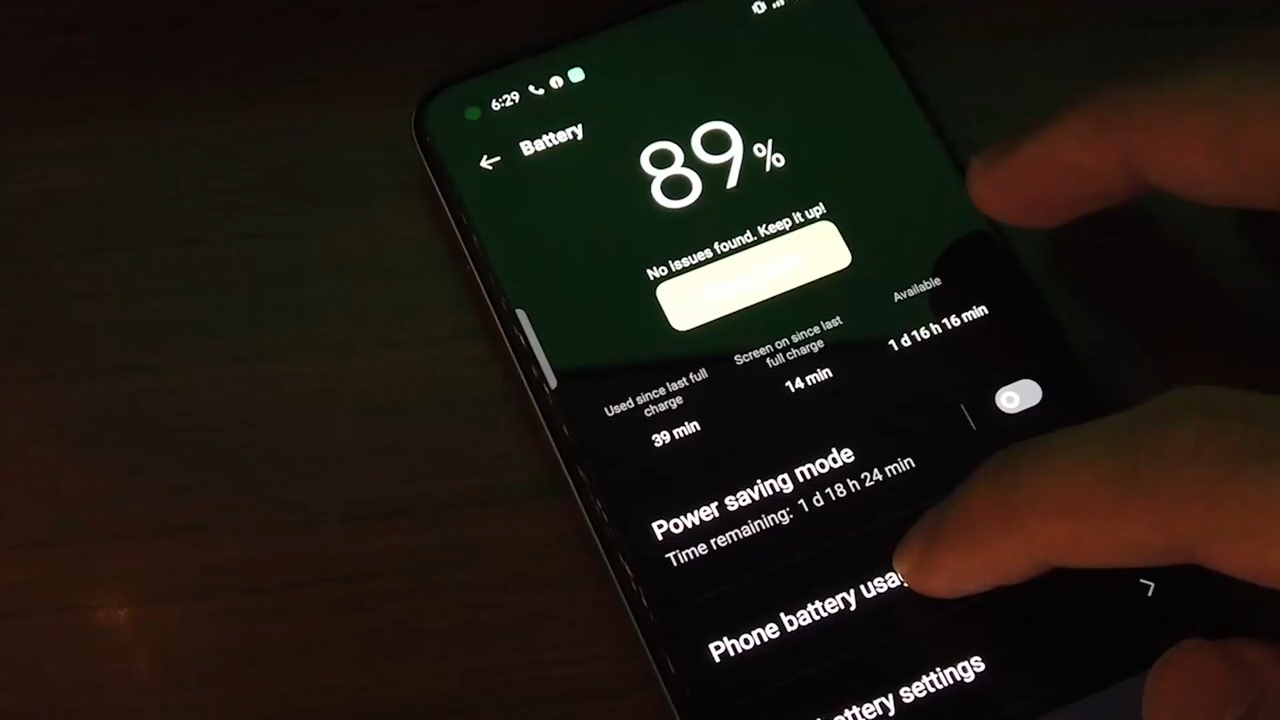 6:29
Battery
89%
No issues found. Keep it up!
Used since last full
charge
39 min
Screen on since last
full charge
14 min
Available
1 d 16 h 16 min
Power saving mode
Time remaining: 1 d 18 h 24 min
Phone battery
settings